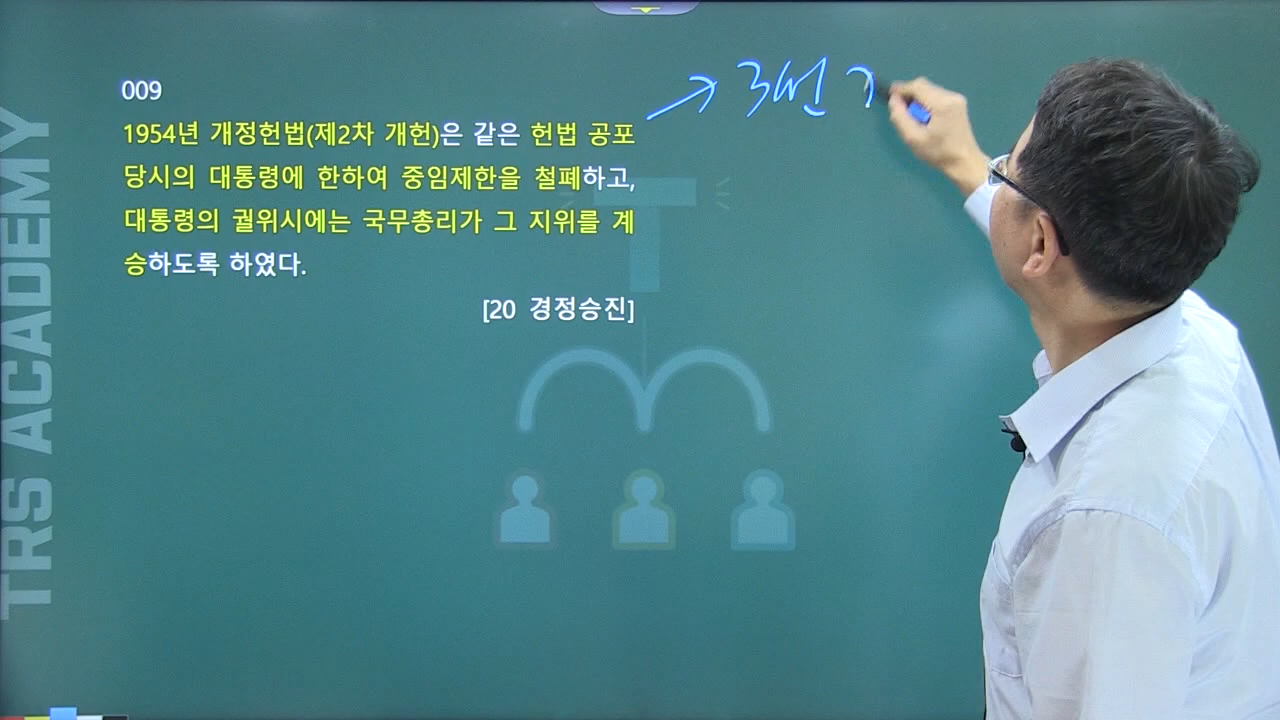 009
1954년 개정헌법(제2차 개헌)은 같은 헌법 공포
당시의 대통령에 한하여 중임제한을 철폐하고,
대통령의 궐위시에는 국무총리가 그 지위를 계
승하도록 하였다.
[20 경정승진]
→ 3번
TRS ACADEMY